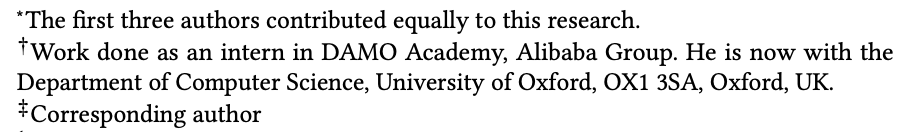 *The first three authors contributed equally to this research.
†Work done as an intern in DAMO Academy, Alibaba Group. He is now with the
Department of Computer Science, University of Oxford, OX1 3SA, Oxford, UK.
‡Corresponding author